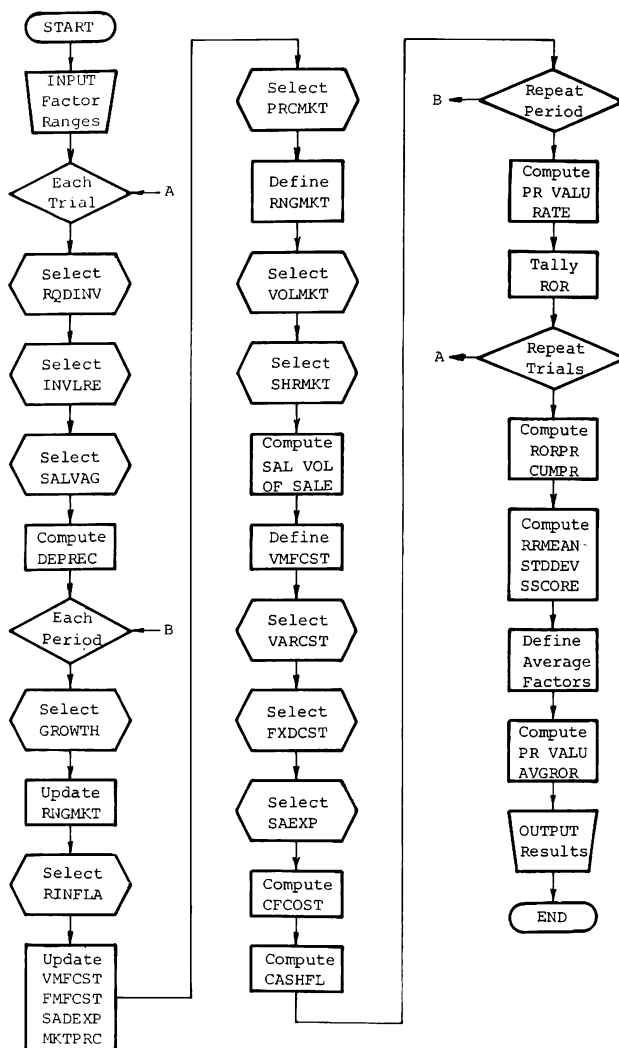 START
INPUT
Factor
Ranges
Each
Trial
A
Select
RQDINV
Select
INVLRE
Select
SALVAG
Compute
DEPREC
Each
Period
B
Select
GROWTH
Update
RNGMKT
Select
RINFLA
Update
VMFCST
FMFCST
SADEXP
MKTPRC
Select
PRCMKT
Define
RNGMKT
Select
VOLMKT
Select
SHRMKT
Compute
SAL VOL
OF SALE
Define
VMFCST
Select
VARCST
Select
FXDCST
Select
SAEXP
Compute
CFCOST
Compute
CASHFL
Repeat
Period
B
Compute
PR VALU
RATE
Tally
ROR
Repeat
Trials
A
Compute
RORPR
CUMPR
Compute
RRMEAN
STDDEV
SSCORE
Define
Average
Factors
Compute
PR VALU
AVGROR
OUTPUT
Results
END